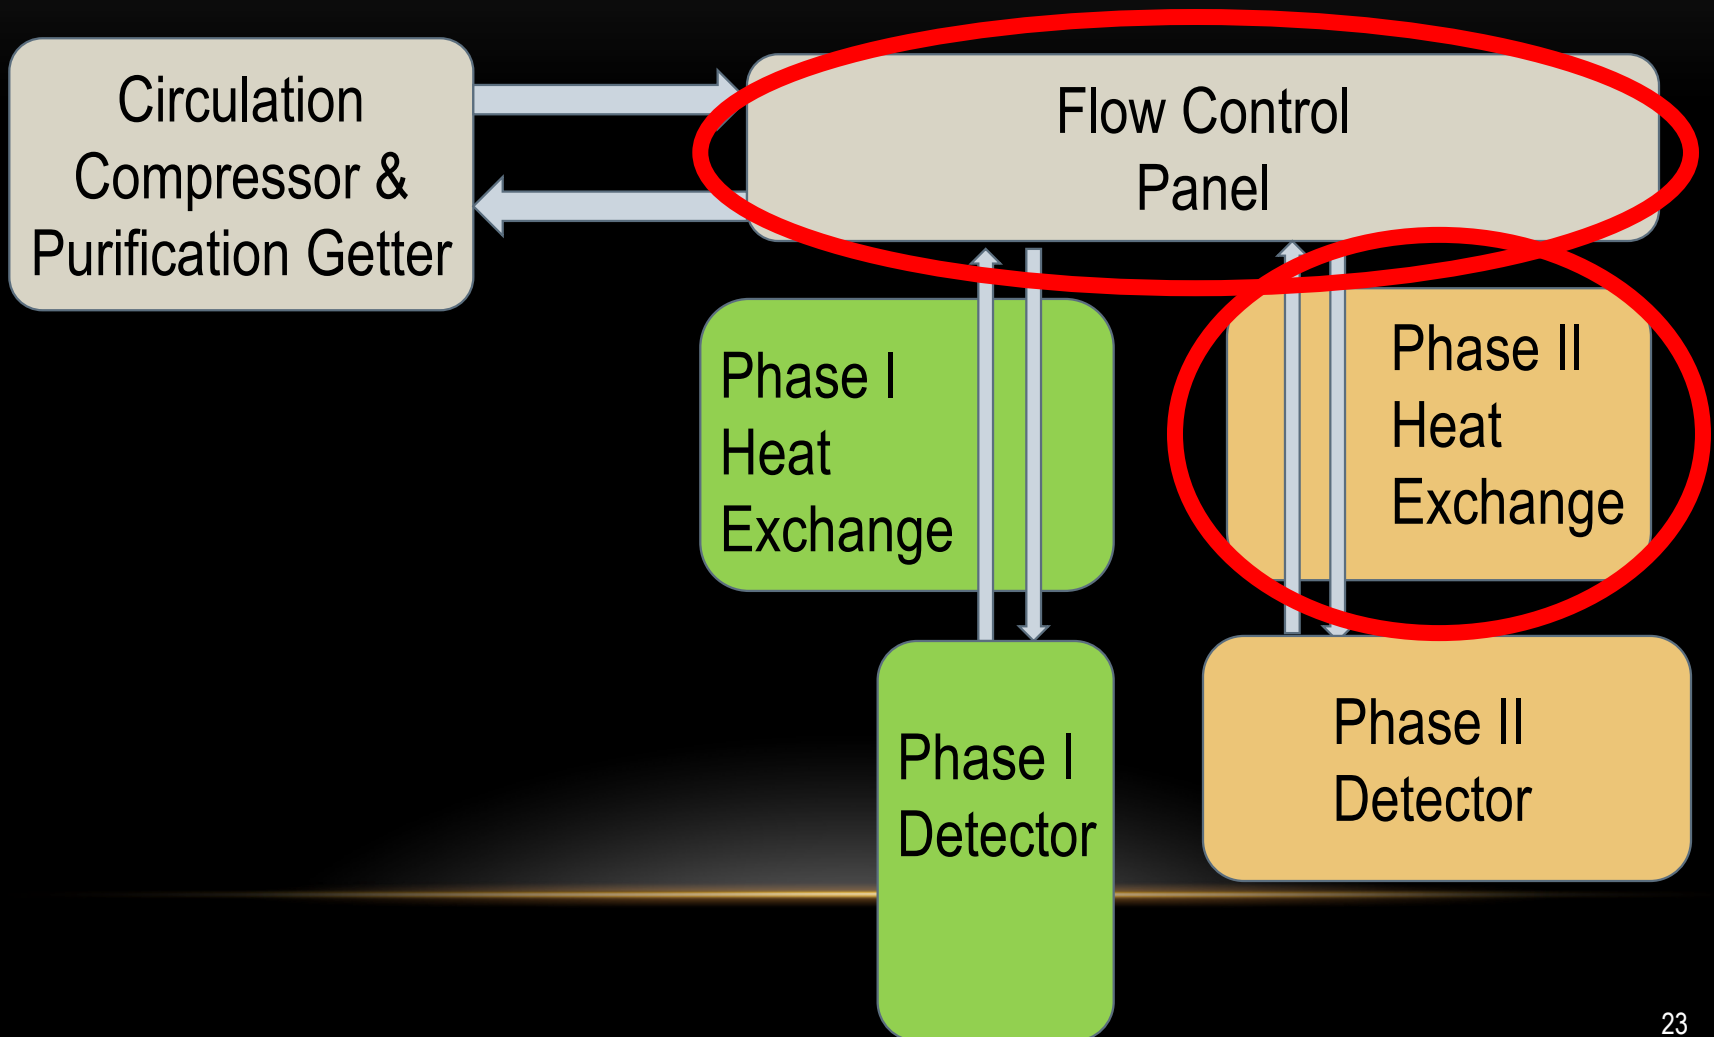 Circulation
Compressor &
Purification Getter
Flow Control
Panel
Phase I
Heat
Exchange
Phase II
Heat
Exchange
Phase I
Detector
Phase II
Detector
23